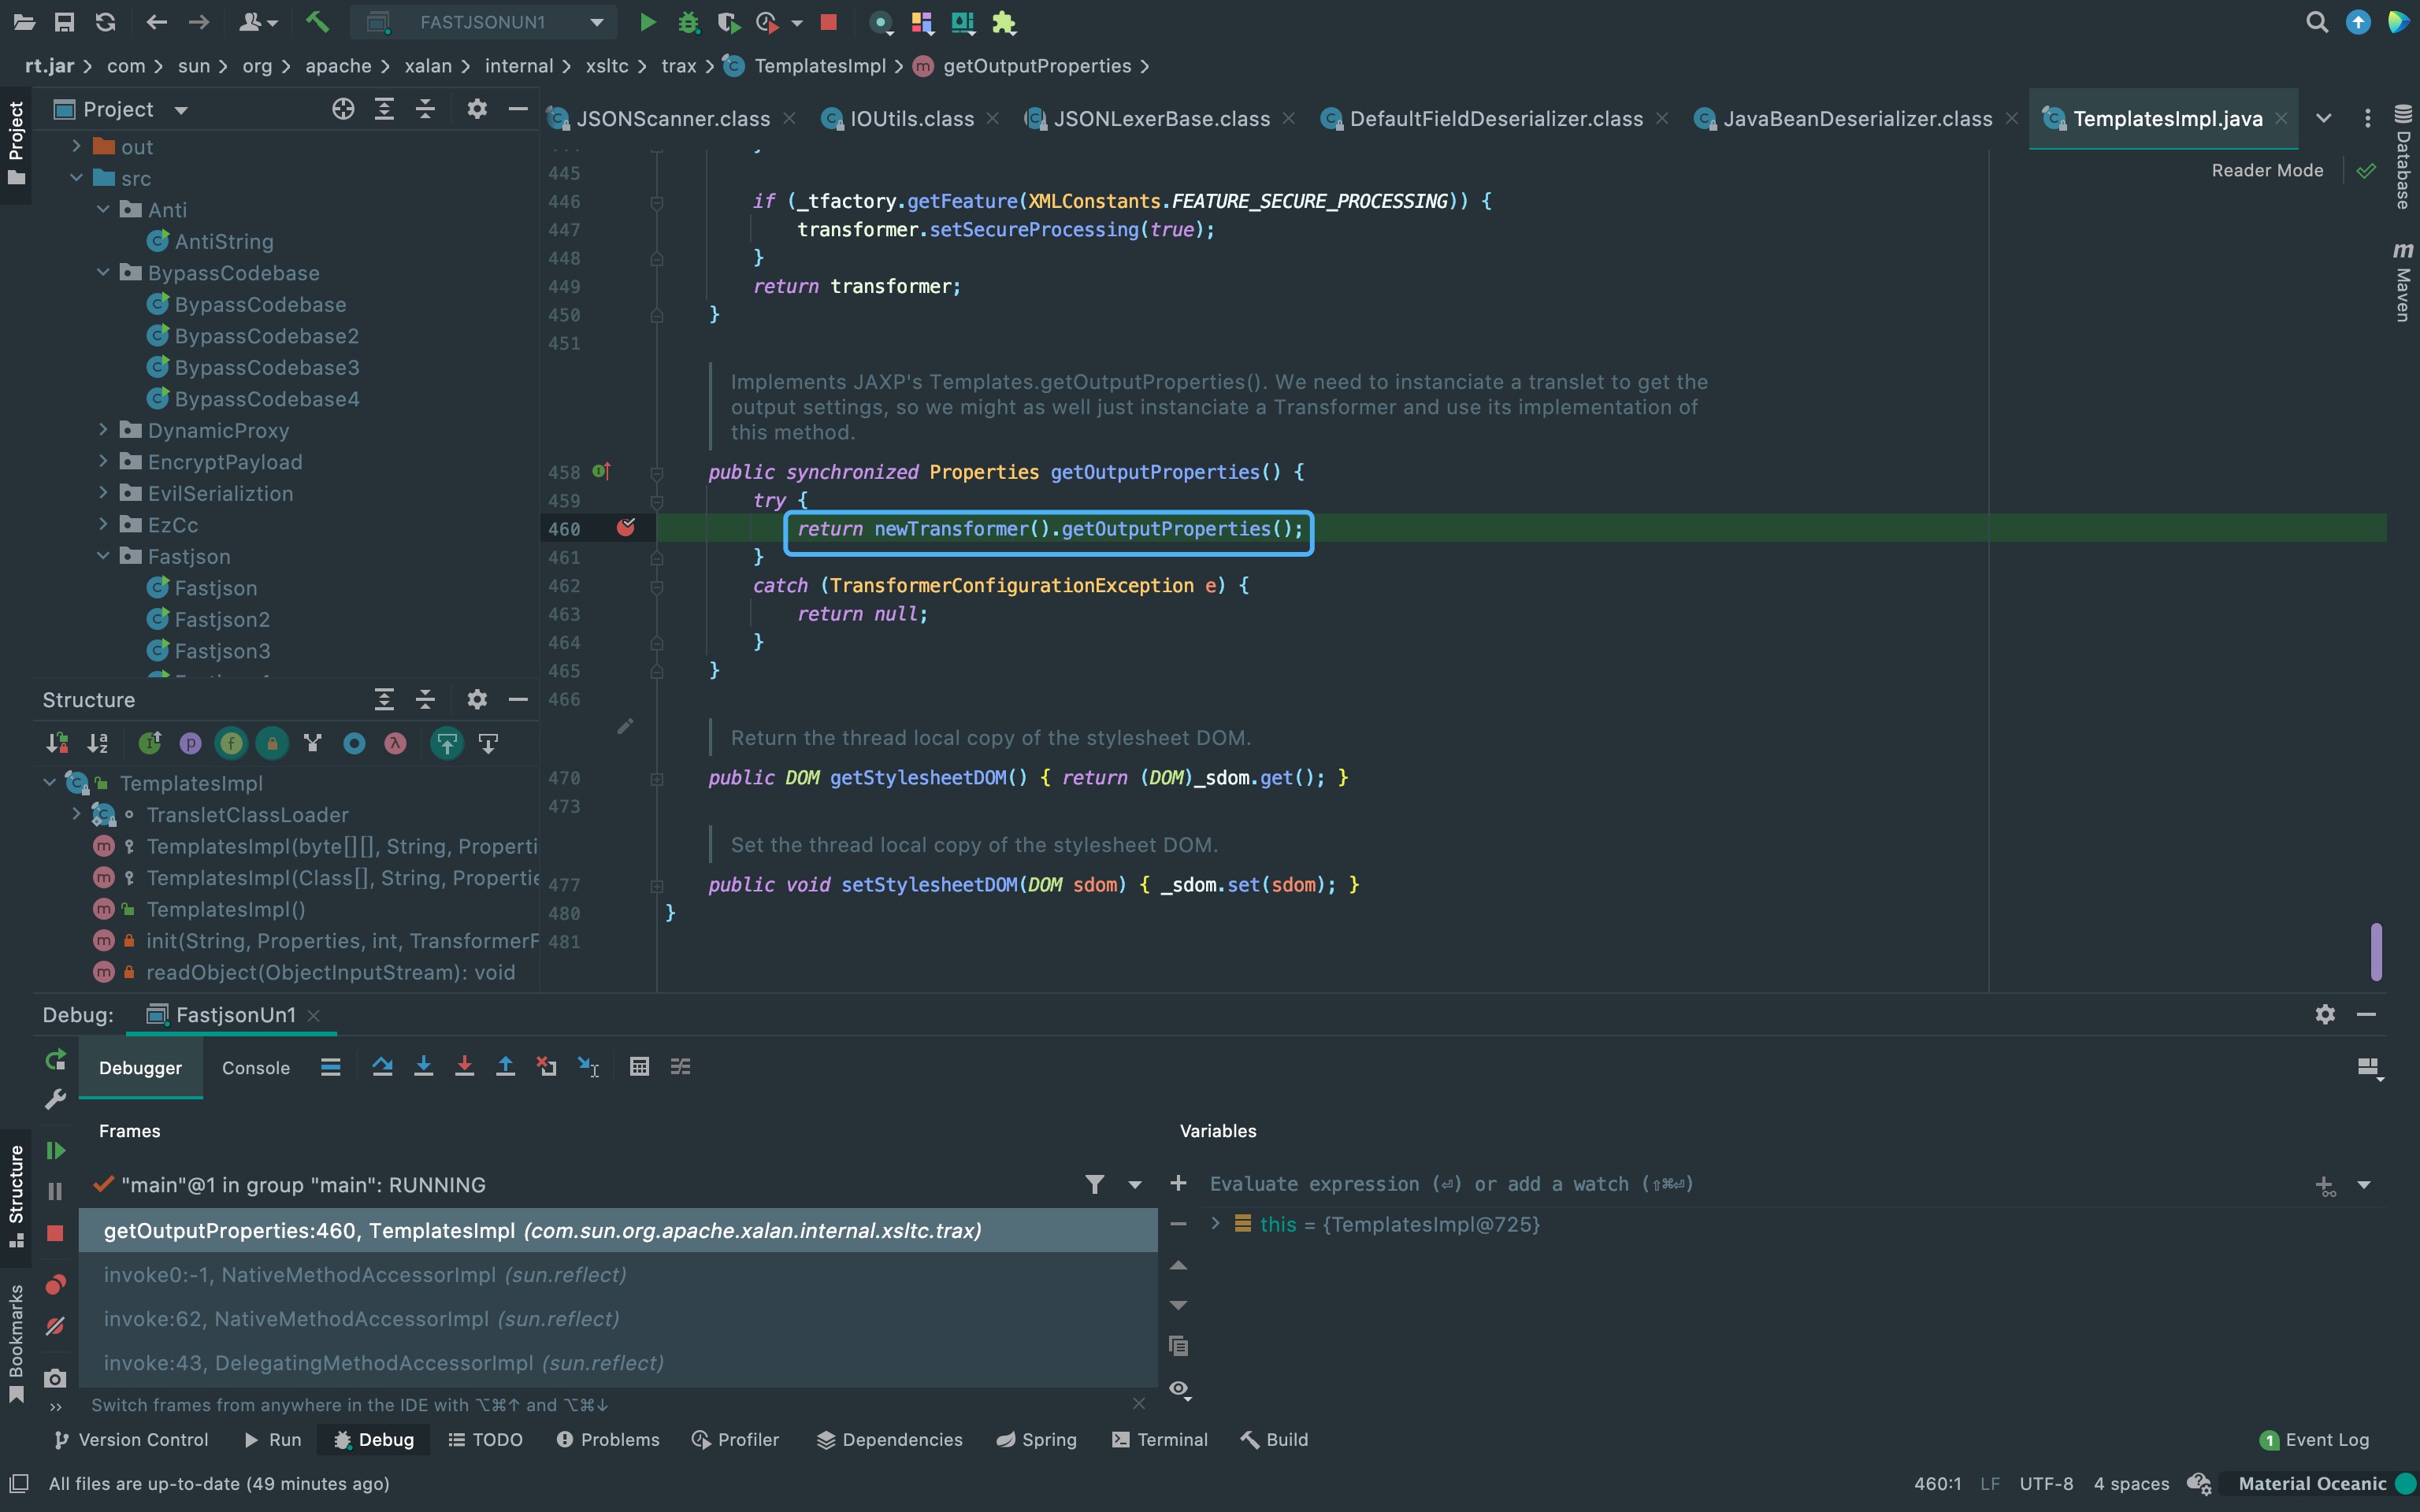 FASTJSONUN1
rt.jar com sun org apache xalan internal xsltc trax TemplatesImpl getOutputProperties
Project
JSONScanner.class IOUtils.class JSONLexerBase.class DefaultFieldDeserializer.class JavaBeanDeserializer.class TemplatesImpl.java
Reader Mode
Project
Database
Maven
out
src
Anti
AntiString
BypassCodebase
BypassCodebase
BypassCodebase2
BypassCodebase3
BypassCodebase4
DynamicProxy
EncryptPayload
EvilSerializtion
EzCc
Fastjson
Fastjson
Fastjson2
Fastjson3
445
446 if (_tfactory.getFeature(XMLConstants.FEATURE_SECURE_PROCESSING)) {
447 transformer.setSecureProcessing(true);
448 }
449 return transformer;
450 }
451
Implements JAXP's Templates.getOutputProperties(). We need to instanciate a translet to get the
output settings, so we might as well just instanciate a Transformer and use its implementation of
this method.
458 public synchronized Properties getOutputProperties() {
459 try {
460 return newTransformer().getOutputProperties();
461 }
462 catch (TransformerConfigurationException e) {
463 return null;
464 }
465 }
466
Return the thread local copy of the stylesheet DOM.
470 public DOM getStylesheetDOM() { return (DOM)_sdom.get(); }
473
Set the thread local copy of the stylesheet DOM.
477 public void setStylesheetDOM(DOM sdom) { _sdom.set(sdom); }
480 }
481
Structure
TemplatesImpl
TransletClassLoader
TemplatesImpl(byte[][], String, Properti
TemplatesImpl(Class[], String, Propertie
TemplatesImpl()
init(String, Properties, int, TransformerF
readObject(ObjectInputStream): void
Debug: FastjsonUn1
Debugger Console
Structure
Bookmarks
Frames
Variables
"main"@1 in group "main": RUNNING
Evaluate expression (⏎) or add a watch (⇧⌘⏎)
getOutputProperties:460, TemplatesImpl (com.sun.org.apache.xalan.internal.xsltc.trax)
this = {TemplatesImpl@725}
invoke0:-1, NativeMethodAccessorImpl (sun.reflect)
invoke:62, NativeMethodAccessorImpl (sun.reflect)
invoke:43, DelegatingMethodAccessorImpl (sun.reflect)
Switch frames from anywhere in the IDE with ⌥⌘↑ and ⌥⌘↓
Version Control Run Debug TODO Problems Profiler Dependencies Spring Terminal Build 1 Event Log
All files are up-to-date (49 minutes ago) 460:1 LF UTF-8 4 spaces Material Oceanic